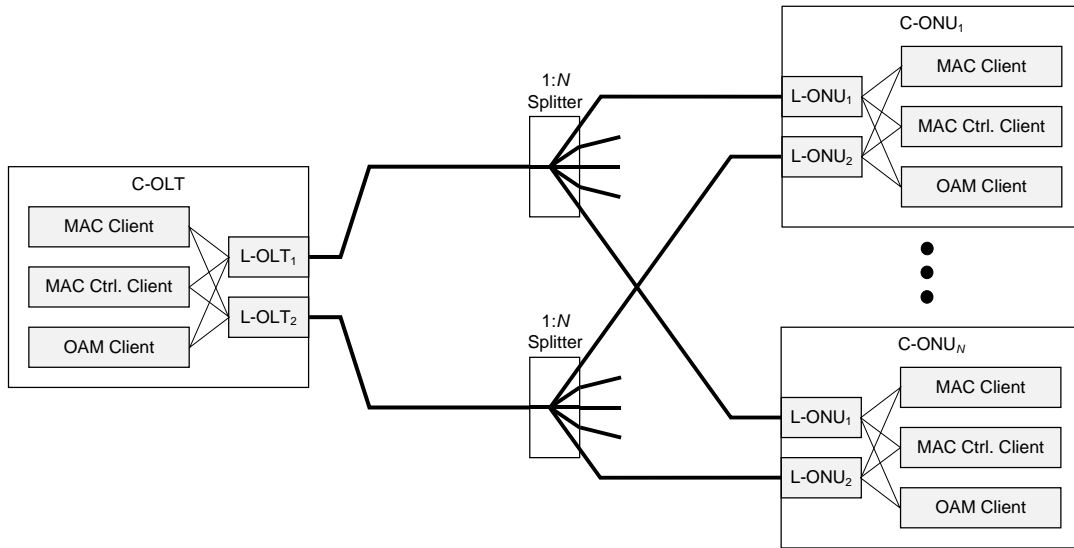 C-OLT
MAC Client
MAC Ctrl. Client
OAM Client
L-OLT₁
L-OLT₂
1:N
Splitter
1:N
Splitter
C-ONU₁
L-ONU₁
L-ONU₂
MAC Client
MAC Ctrl. Client
OAM Client
C-ONU_N
L-ONU₁
L-ONU₂
MAC Client
MAC Ctrl. Client
OAM Client